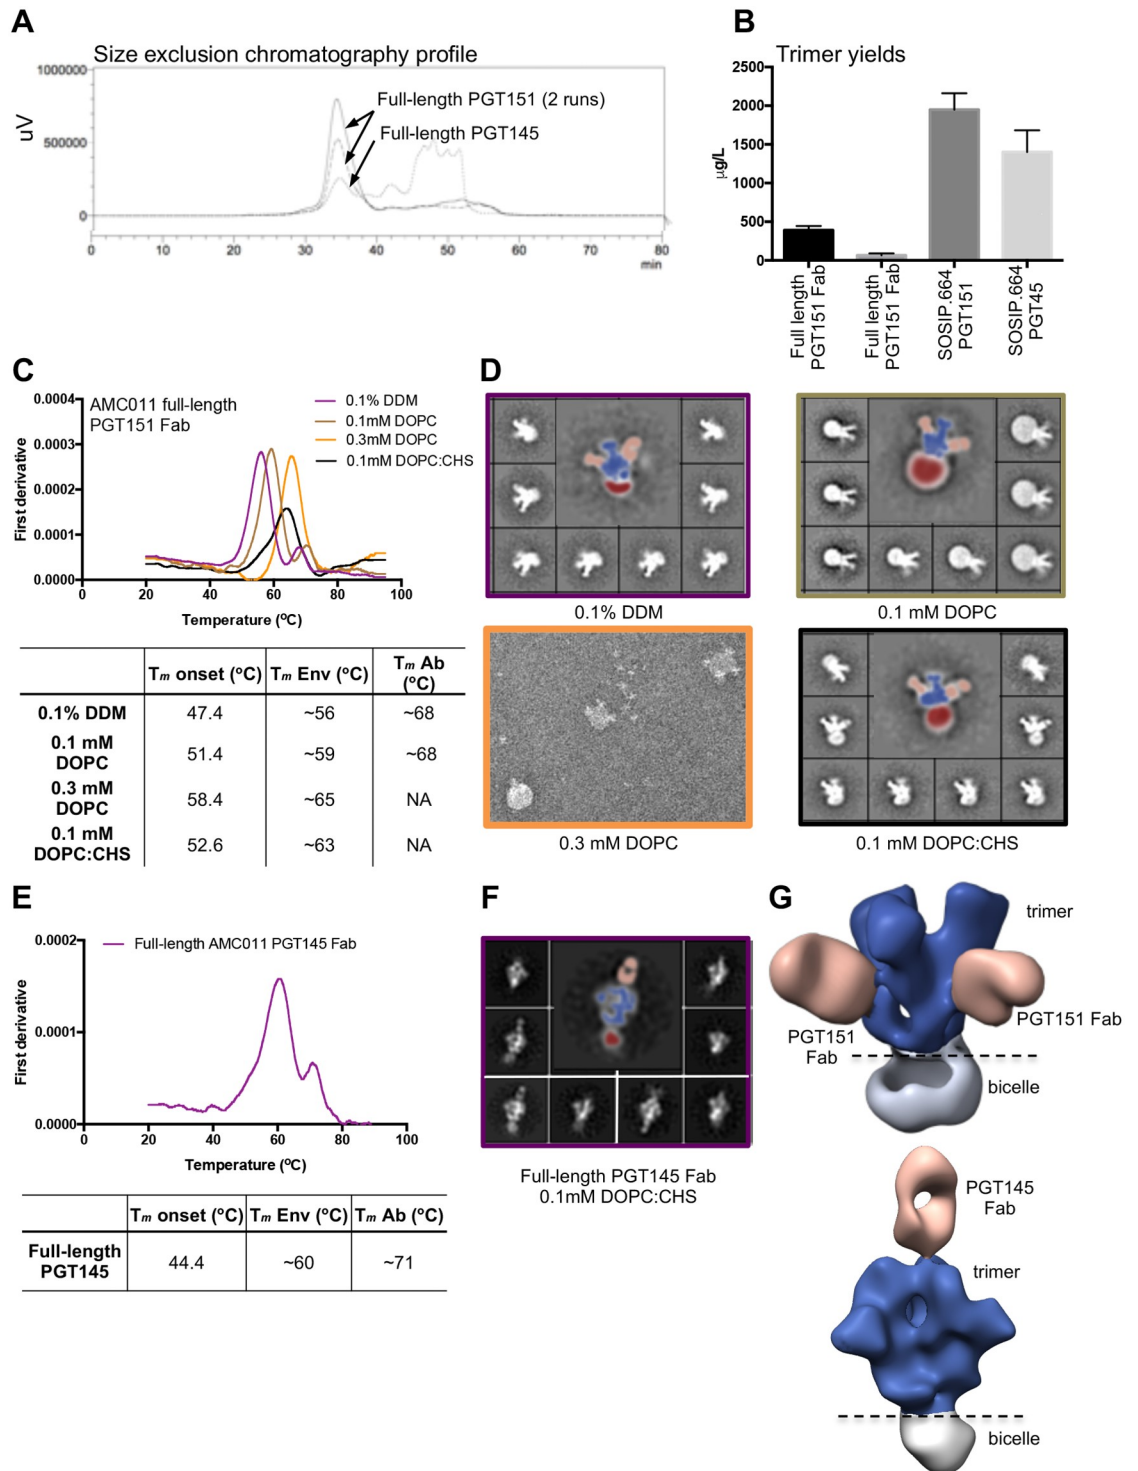 A
Size exclusion chromatography profile
1000000
500000
0
uV
Full-length PGT151 (2 runs)
Full-length PGT145
0 10 20 30 40 50 60 70 80
min
B
Trimer yields
2500
2000
1500
1000
500
0
µg/L
Full length
PGT151 Fab
Full length
PGT151 Fab
SOSIP.664
PGT151
SOSIP.664
PGT45
C
AMC011 full-length
PGT151 Fab
0.1% DDM
0.1mM DOPC
0.3mM DOPC
0.1mM DOPC:CHS
0.0004
0.0003
0.0002
0.0001
0.0000
First derivative
20 40 60 80 100
Temperature (ºC)
Tm onset (ºC) Tm Env (ºC) Tm Ab (ºC)
0.1% DDM 47.4 ~56 ~68
0.1 mM DOPC 51.4 ~59 ~68
0.3 mM DOPC 58.4 ~65 NA
0.1 mM DOPC:CHS 52.6 ~63 NA
D
0.1% DDM
0.1 mM DOPC
0.3 mM DOPC
0.1 mM DOPC:CHS
E
Full-length AMC011 PGT145 Fab
0.0002
0.0001
0.0000
First derivative
0 20 40 60 80 100
Temperature (ºC)
Tm onset (ºC) Tm Env (ºC) Tm Ab (ºC)
Full-length PGT145 44.4 ~60 ~71
F
Full-length PGT145 Fab
0.1mM DOPC:CHS
G
trimer
PGT151
Fab
PGT151 Fab
bicelle
PGT145
Fab
trimer
bicelle